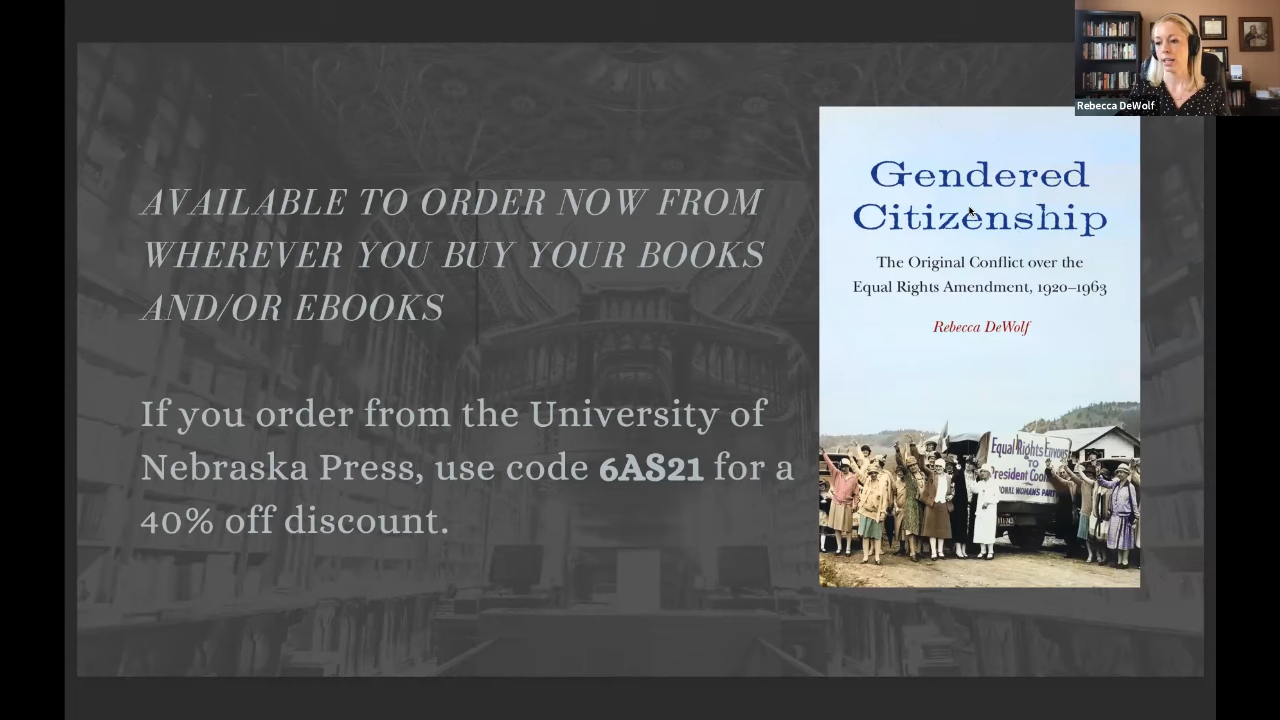 AVAILABLE TO ORDER NOW FROM
WHEREVER YOU BUY YOUR BOOKS
AND/OR EBOOKS
If you order from the University of
Nebraska Press, use code 6AS21 for a
40% off discount.
Gendered
Citizenship
The Original Conflict over the
Equal Rights Amendment, 1920–1963
Rebecca DeWolf
Equal Rights Envoys
TO
President
WOMANS PART
Rebecca DeWolf